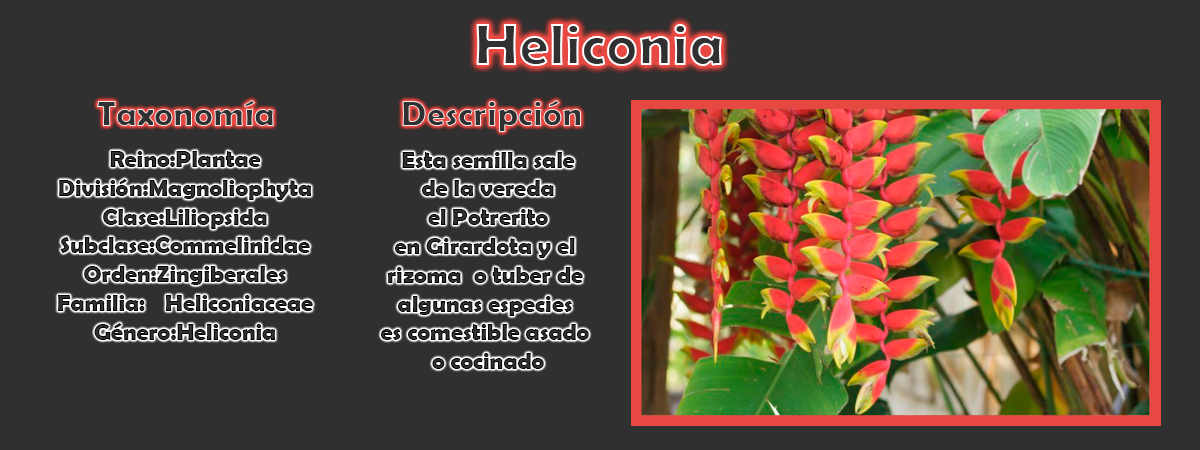 Heliconia
Taxonomía
Reino:Plantae
División:Magnoliophyta
Clase:Liliopsida
Subclase:Commelinidae
Orden:Zingiberales
Familia: Heliconiaceae
Género:Heliconia
Descripción
Esta semilla sale
de la vereda
el Potrerito
en Girardota y el
rizoma o tuber de
algunas especies
es comestible asado
o cocinado